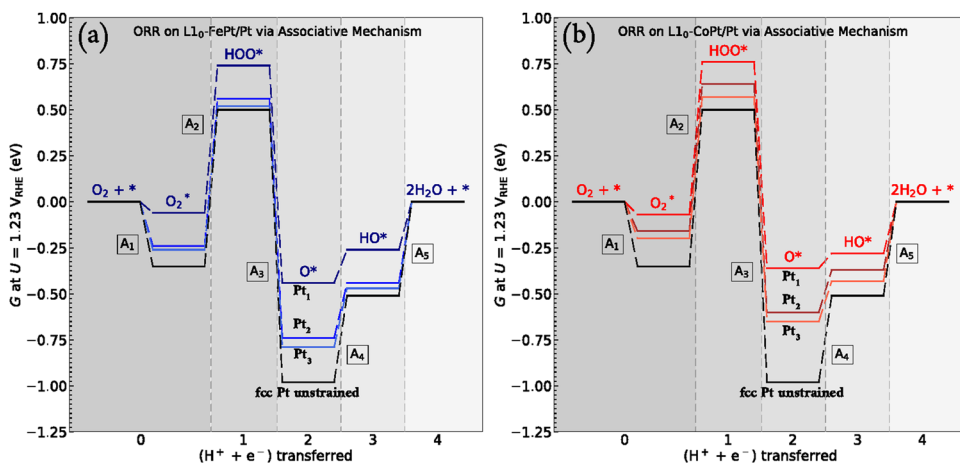 (a)
ORR on L1₀-FePt/Pt via Associative Mechanism
G at U = 1.23 V_RHE (eV)
1.00
0.75
0.50
0.25
0.00
−0.25
−0.50
−0.75
−1.00
−1.25
O₂ + *
O₂*
HOO*
O*
HO*
2H₂O + *
A₁
A₂
A₃
A₄
A₅
Pt₁
Pt₂
Pt₃
fcc Pt unstrained
0 1 2 3 4
(H⁺ + e⁻) transferred
(b)
ORR on L1₀-CoPt/Pt via Associative Mechanism
G at U = 1.23 V_RHE (eV)
1.00
0.75
0.50
0.25
0.00
−0.25
−0.50
−0.75
−1.00
−1.25
O₂ + *
O₂*
HOO*
O*
HO*
2H₂O + *
A₁
A₂
A₃
A₄
A₅
Pt₁
Pt₂
Pt₃
fcc Pt unstrained
0 1 2 3 4
(H⁺ + e⁻) transferred